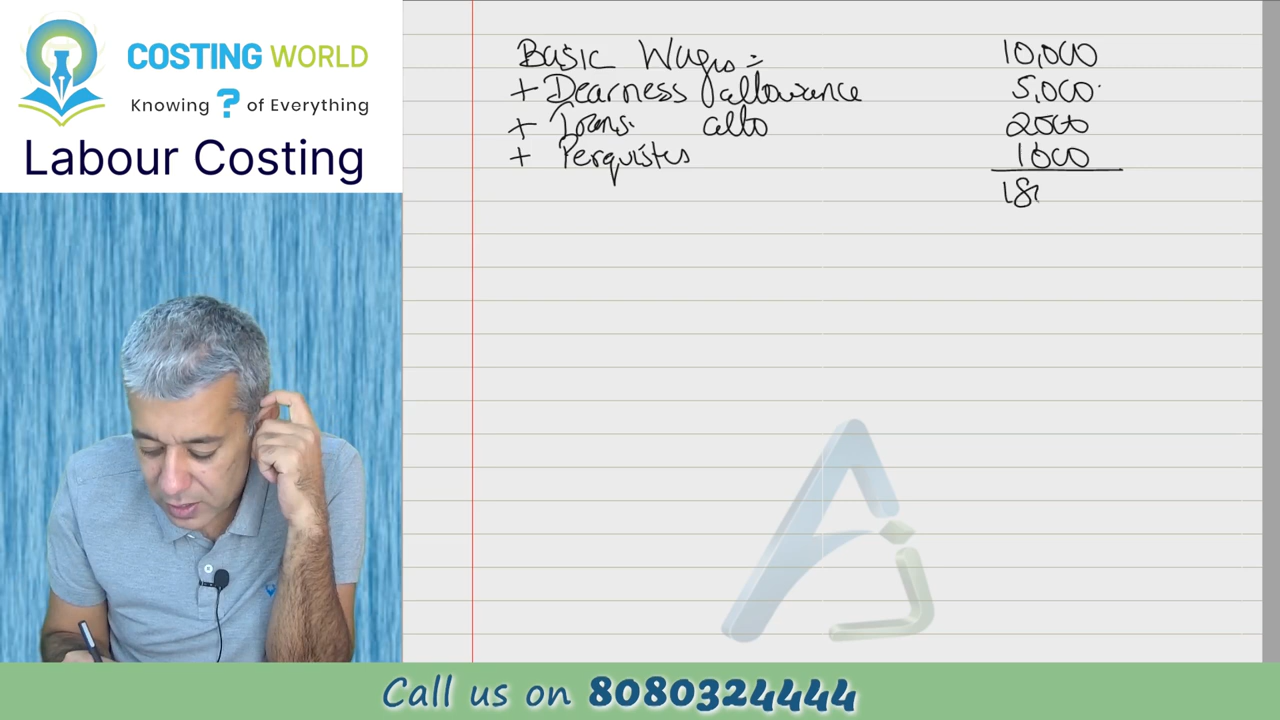 COSTING WORLD
Knowing ? of Everything
Labour Costing
Basic Wages = 10,000
+ Dearness allowance 5,000
+ Trans. allo 2000
+ Perquistes 1000
18
Call us on 8080324444